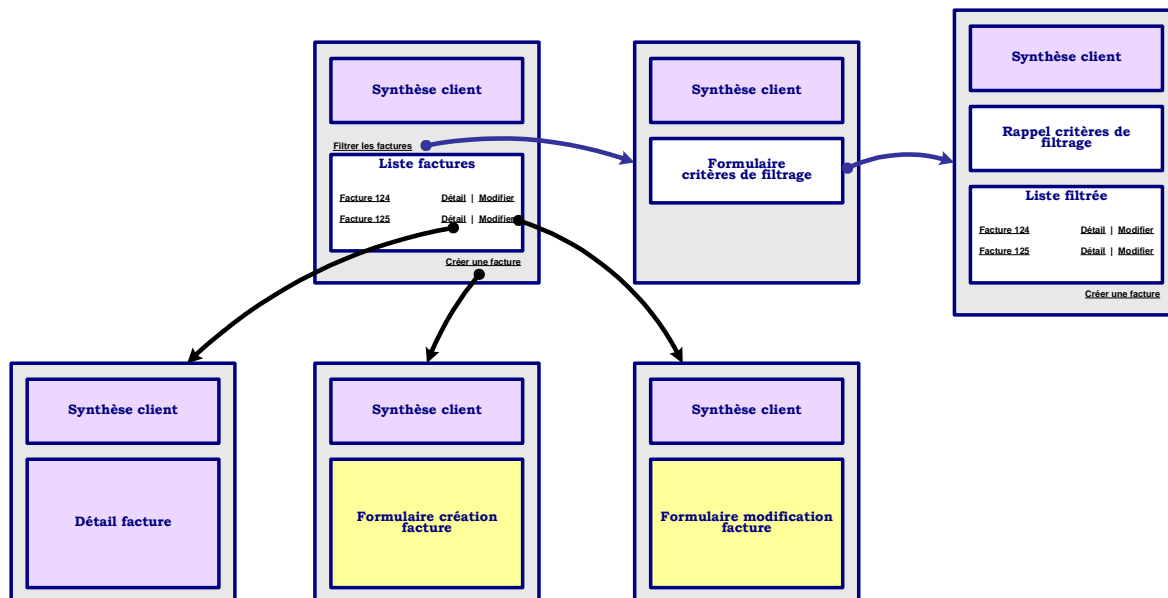 Synthèse client
Filtrer les factures
Liste factures
Facture 124 Détail | Modifier
Facture 125 Détail | Modifier
Créer une facture
Synthèse client
Formulaire
critères de filtrage
Synthèse client
Rappel critères de
filtrage
Liste filtrée
Facture 124 Détail | Modifier
Facture 125 Détail | Modifier
Créer une facture
Synthèse client
Détail facture
Synthèse client
Formulaire création
facture
Synthèse client
Formulaire modification
facture